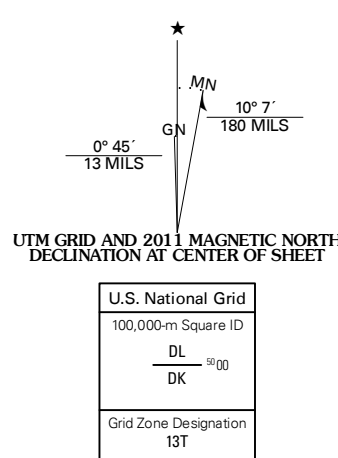 ★
MN
GN
10° 7´
180 MILS
0° 45´
13 MILS
UTM GRID AND 2011 MAGNETIC NORTH
DECLINATION AT CENTER OF SHEET
U.S. National Grid
100,000-m Square ID
DL
5000
DK
Grid Zone Designation
13T